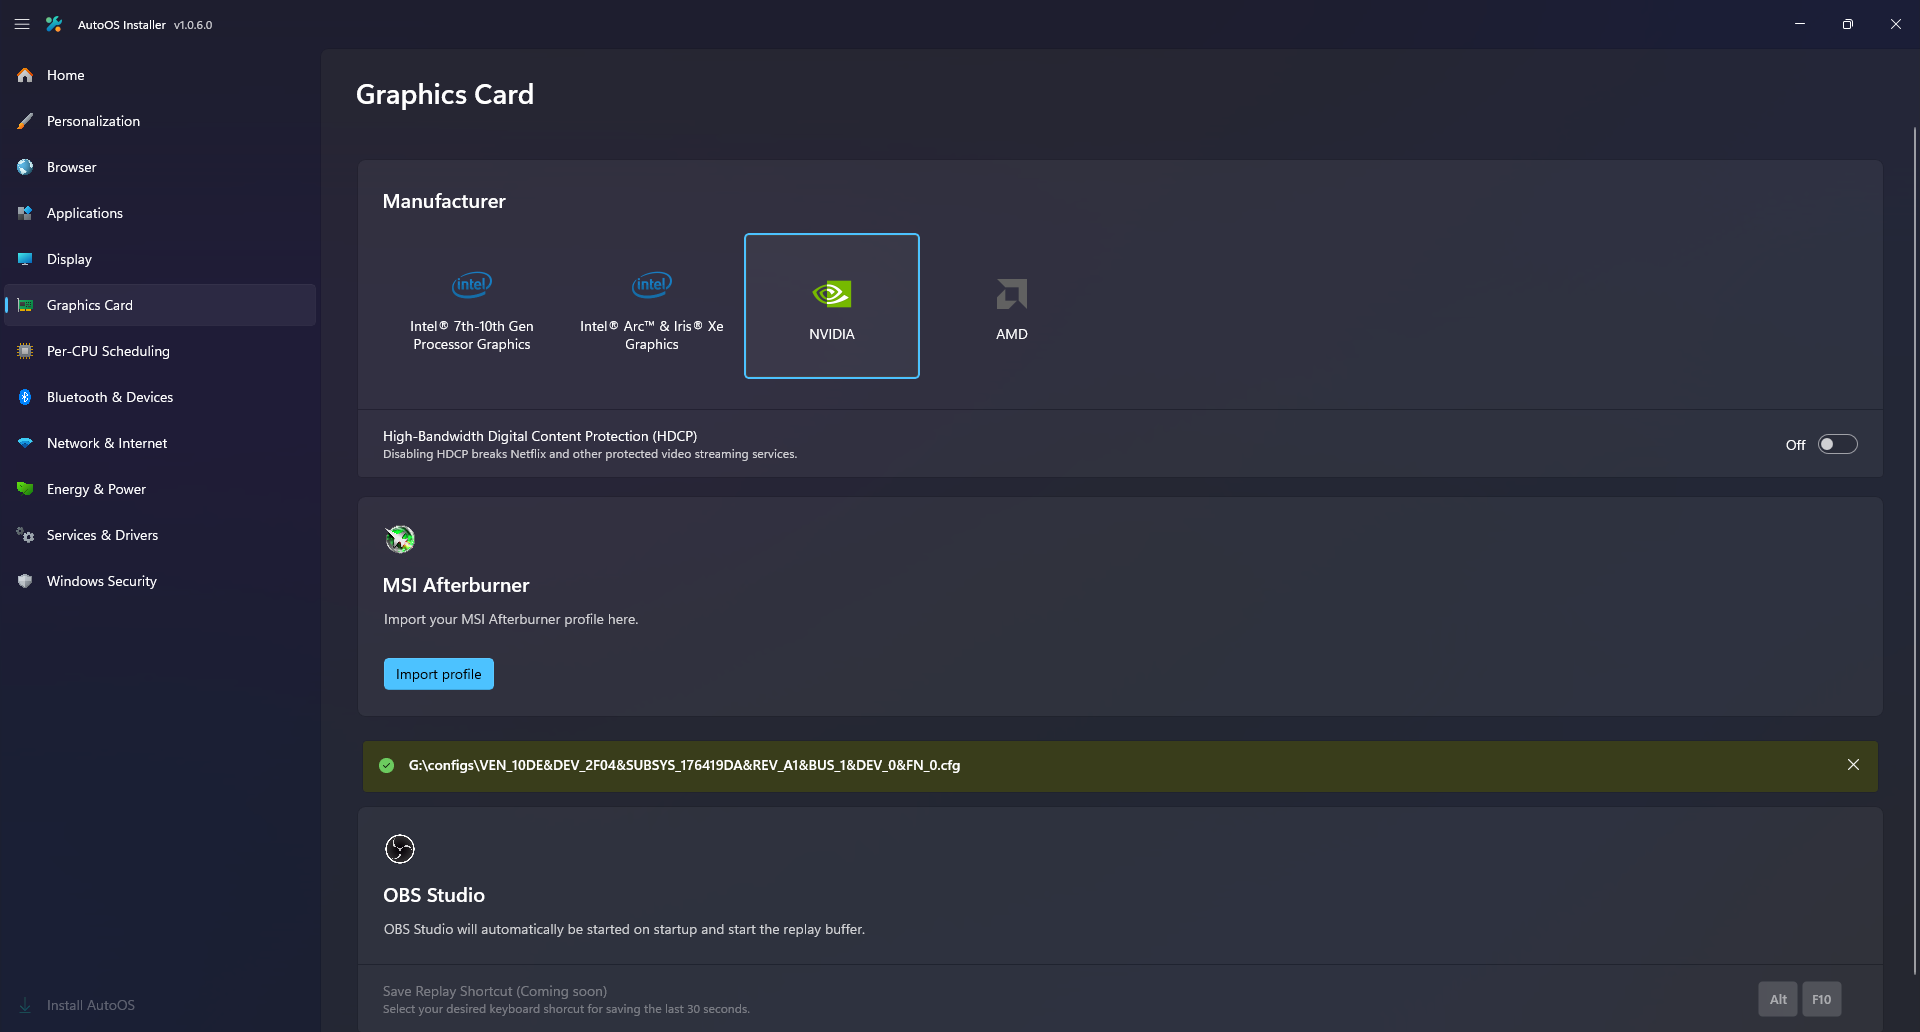 AutoOS Installer v1.0.6.0
Home
Personalization
Browser
Applications
Display
Graphics Card
Per-CPU Scheduling
Bluetooth & Devices
Network & Internet
Energy & Power
Services & Drivers
Windows Security
Install AutoOS
Graphics Card
Manufacturer
intel
Intel® 7th-10th Gen
Processor Graphics
intel
Intel® Arc™ & Iris® Xe
Graphics
NVIDIA
AMD
High-Bandwidth Digital Content Protection (HDCP)
Disabling HDCP breaks Netflix and other protected video streaming services.
Off
MSI Afterburner
Import your MSI Afterburner profile here.
Import profile
G:\configs\VEN_10DE&DEV_2F04&SUBSYS_176419DA&REV_A1&BUS_1&DEV_0&FN_0.cfg
OBS Studio
OBS Studio will automatically be started on startup and start the replay buffer.
Save Replay Shortcut (Coming soon)
Select your desired keyboard shorcut for saving the last 30 seconds.
Alt F10